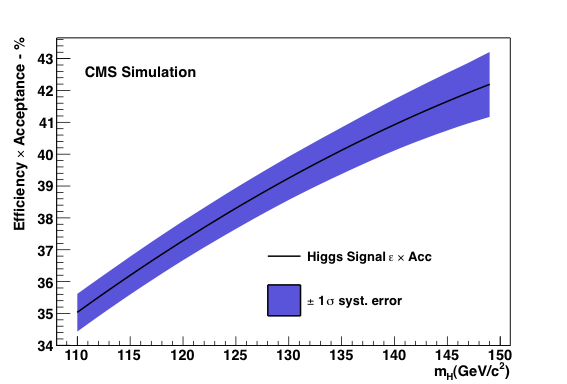 Efficiency × Acceptance - %
43
42
41
40
39
38
37
36
35
34
CMS Simulation
Higgs Signal ε × Acc
± 1σ syst. error
110 115 120 125 130 135 140 145 150
m_H(GeV/c²)